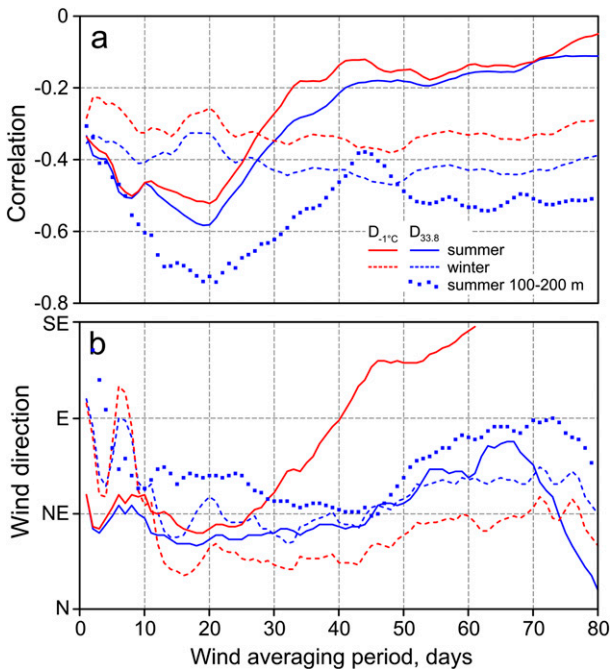 a
0
-0.2
-0.4
-0.6
-0.8
Correlation
D-1°C D33.8
summer
winter
summer 100-200 m
b
SE
E
NE
N
Wind direction
0 10 20 30 40 50 60 70 80
Wind averaging period, days